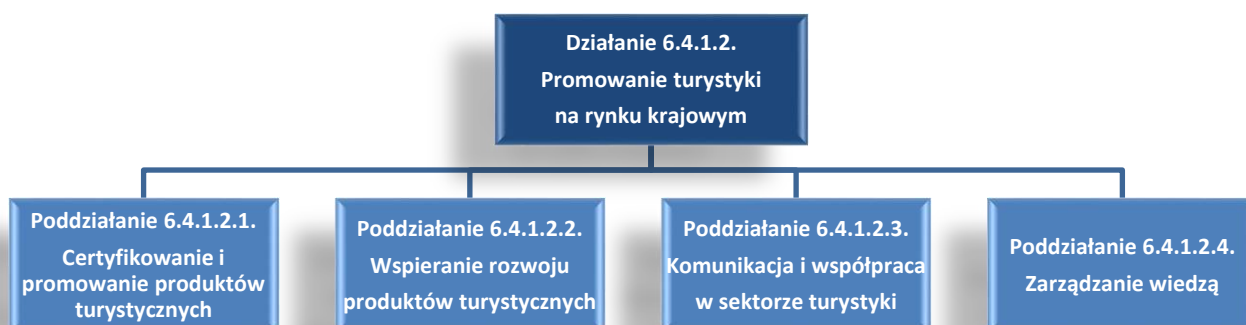 Działanie 6.4.1.2.
Promowanie turystyki
na rynku krajowym
Poddziałanie 6.4.1.2.1.
Certyfikowanie i
promowanie produktów
turystycznych
Poddziałanie 6.4.1.2.2.
Wspieranie rozwoju
produktów turystycznych
Poddziałanie 6.4.1.2.3.
Komunikacja i współpraca
w sektorze turystyki
Poddziałanie 6.4.1.2.4.
Zarządzanie wiedzą